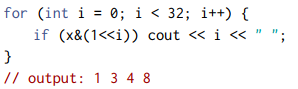 for (int i = 0; i < 32; i++) {
    if (x&(1<<i)) cout << i << " ";
}
// output: 1 3 4 8